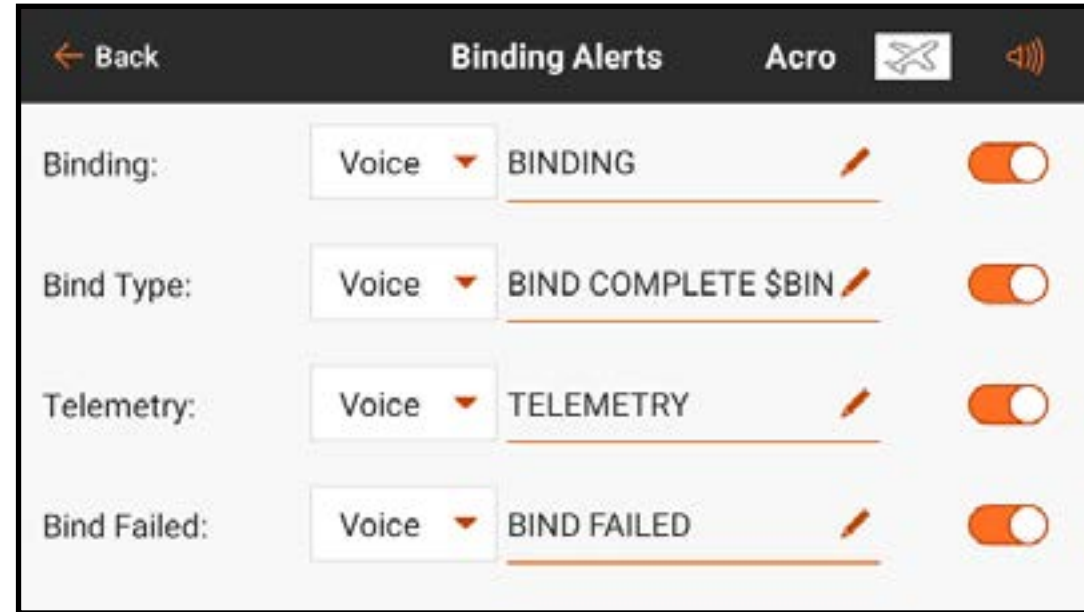 Back Binding Alerts Acro
Binding: Voice BINDING
Bind Type: Voice BIND COMPLETE $BIN
Telemetry: Voice TELEMETRY
Bind Failed: Voice BIND FAILED